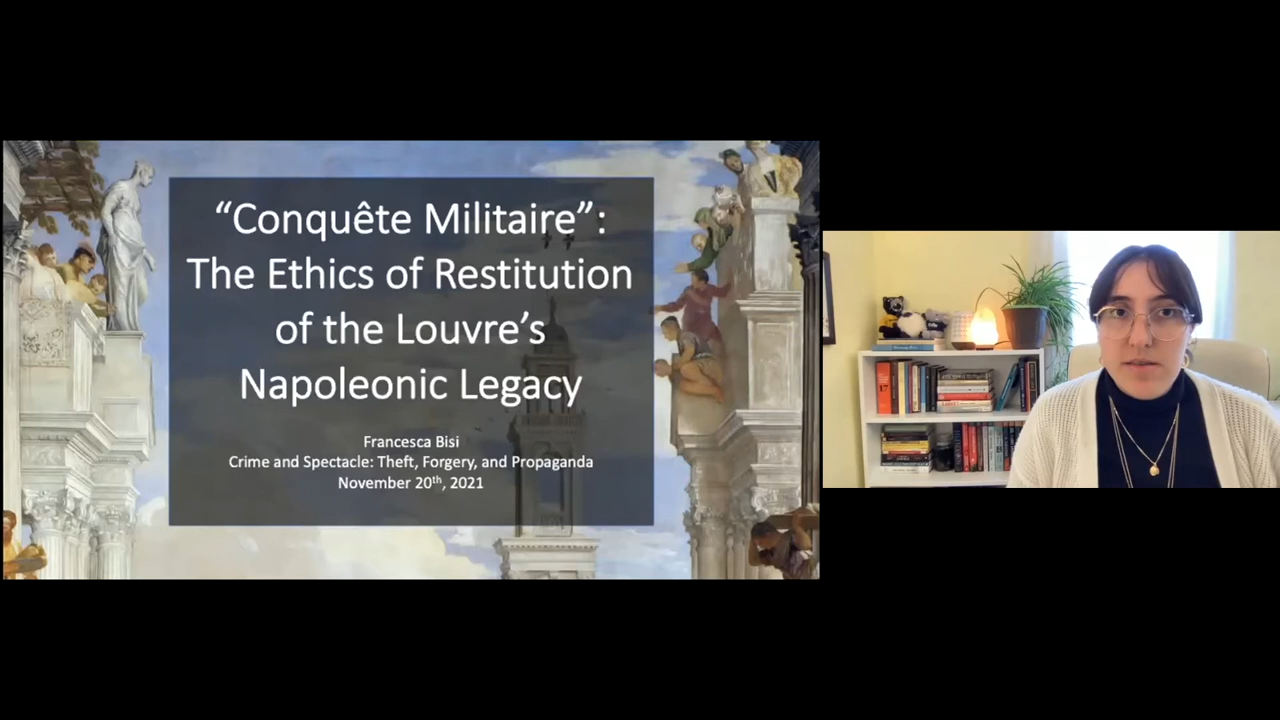 “Conquête Militaire”:
The Ethics of Restitution
of the Louvre’s
Napoleonic Legacy
Francesca Bisi
Crime and Spectacle: Theft, Forgery, and Propaganda
November 20th, 2021